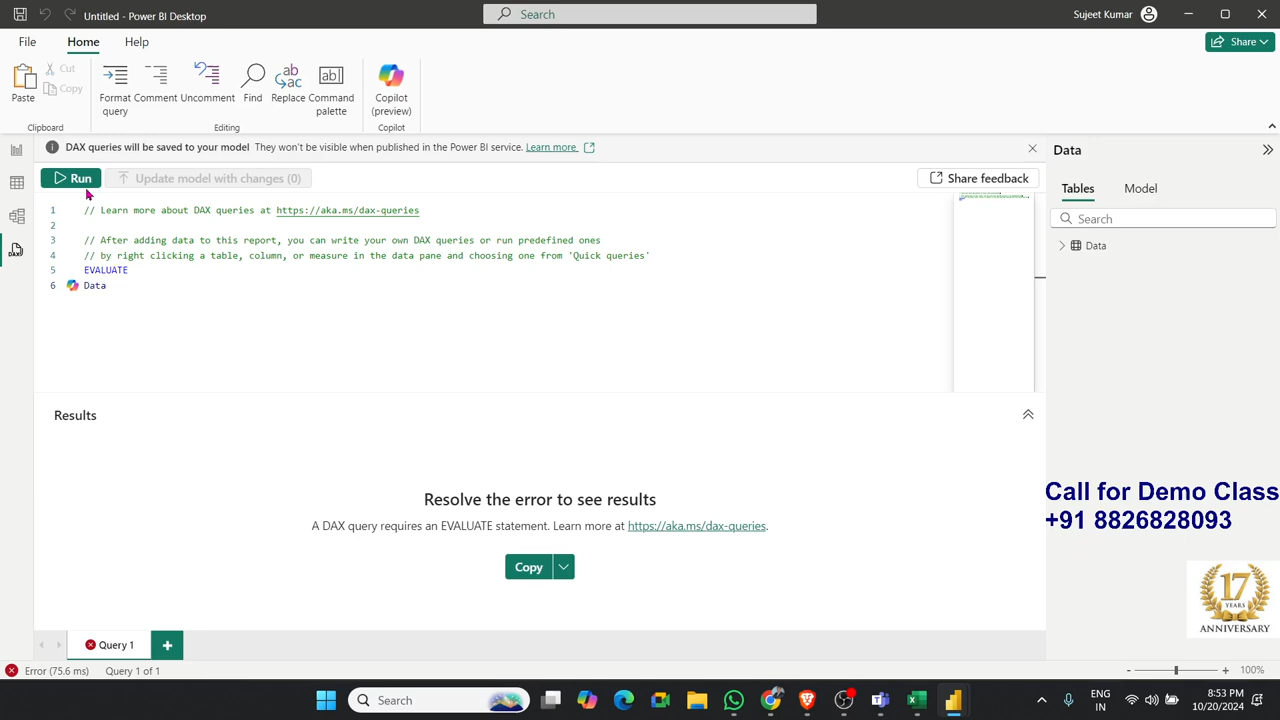 Untitled - Power BI Desktop
Search
Sujeet Kumar
File
Home
Help
Share
Paste
Cut
Copy
Format query
Comment
Uncomment
Find
Replace
Command palette
Copilot (preview)
Clipboard
Editing
Copilot
DAX queries will be saved to your model They won't be visible when published in the Power BI service. Learn more
Run
Update model with changes (0)
Share feedback
1 // Learn more about DAX queries at https://aka.ms/dax-queries
2
3 // After adding data to this report, you can write your own DAX queries or run predefined ones
4 // by right clicking a table, column, or measure in the data pane and choosing one from 'Quick queries'
5 EVALUATE
6 Data
Data
Tables
Model
Search
Data
Results
Resolve the error to see results
A DAX query requires an EVALUATE statement. Learn more at https://aka.ms/dax-queries.
Copy
Call for Demo Class
+91 8826828093
17
YEARS
ANNIVERSARY
Query 1
Error (75.6 ms)
Query 1 of 1
- + 100%
Search
ENG
IN
8:53 PM
10/20/2024